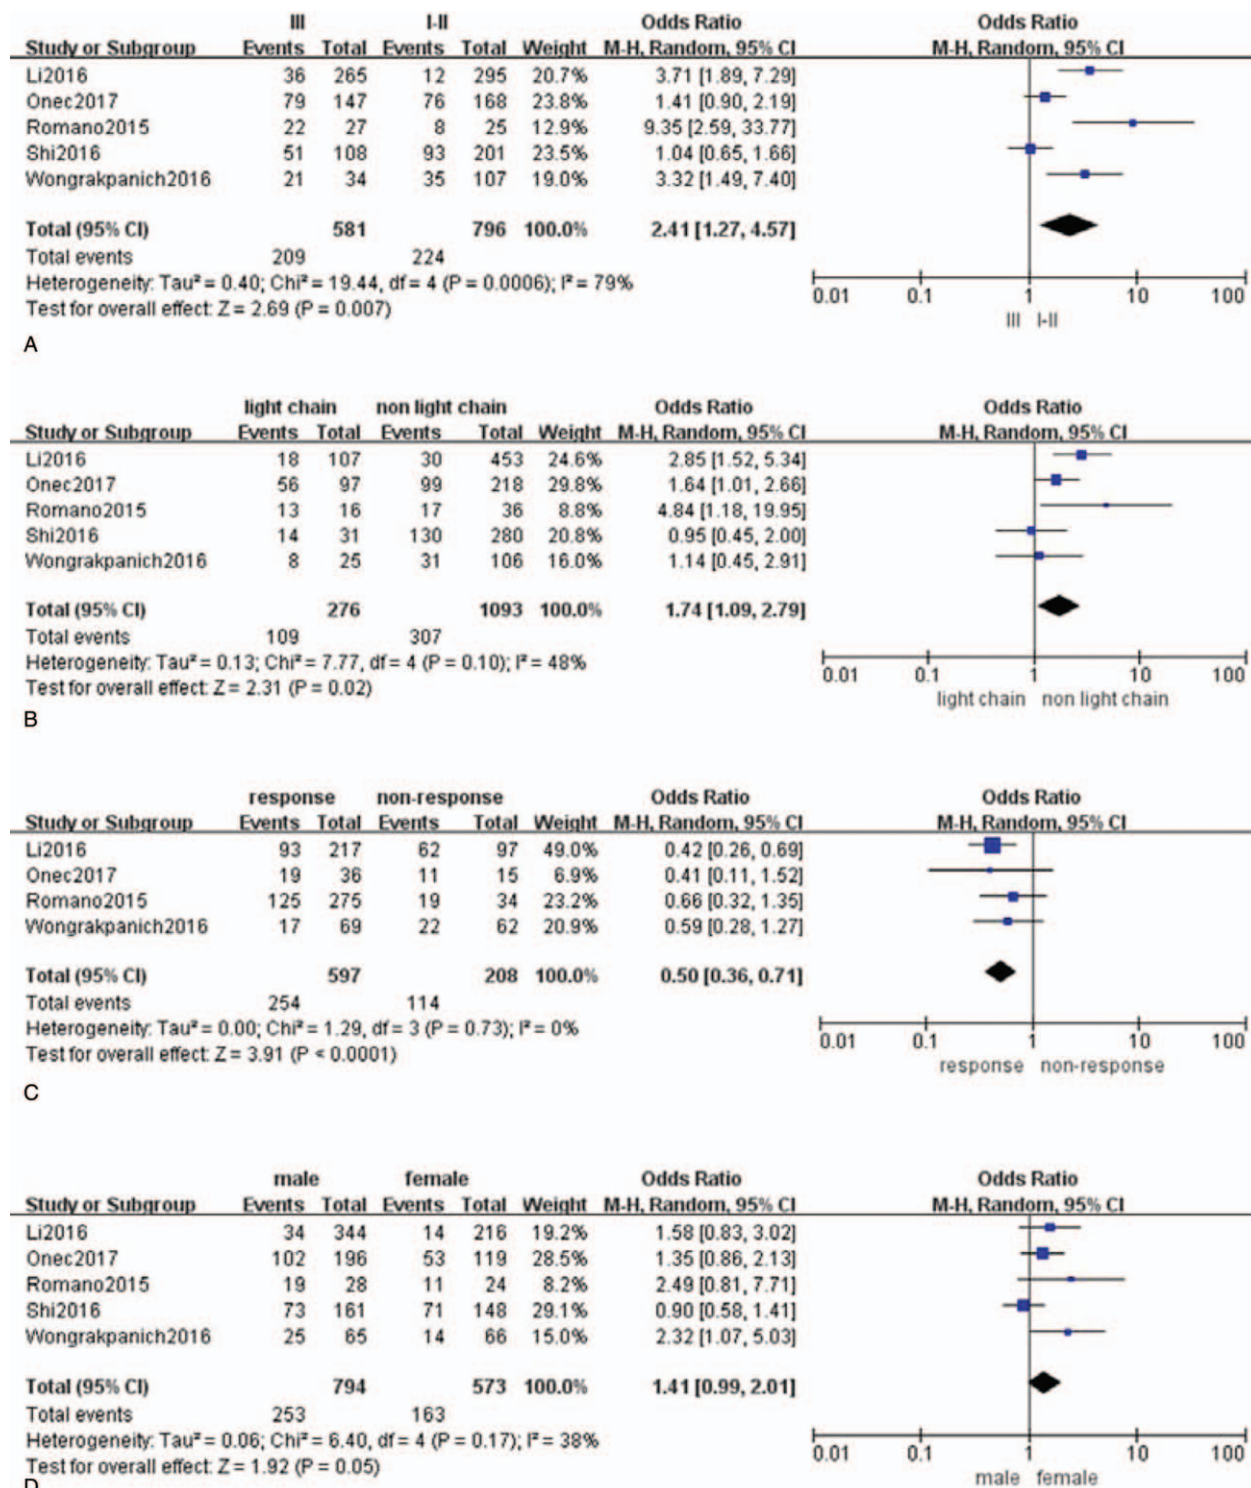 III I-II Odds Ratio Odds Ratio
Study or Subgroup Events Total Events Total Weight M-H, Random, 95% CI M-H, Random, 95% CI
Li2016 36 265 12 295 20.7% 3.71 [1.89, 7.29]
Onec2017 79 147 76 168 23.8% 1.41 [0.90, 2.19]
Romano2015 22 27 8 25 12.9% 9.35 [2.59, 33.77]
Shi2016 51 108 93 201 23.5% 1.04 [0.65, 1.66]
Wongrakpanich2016 21 34 35 107 19.0% 3.32 [1.49, 7.40]
Total (95% CI) 581 796 100.0% 2.41 [1.27, 4.57]
Total events 209 224
Heterogeneity: Tau² = 0.40; Chi² = 19.44, df = 4 (P = 0.0006); I² = 79%
Test for overall effect: Z = 2.69 (P = 0.007)
0.01 0.1 1 10 100
III I-II
A
light chain non light chain Odds Ratio Odds Ratio
Study or Subgroup Events Total Events Total Weight M-H, Random, 95% CI M-H, Random, 95% CI
Li2016 18 107 30 453 24.6% 2.85 [1.52, 5.34]
Onec2017 56 97 99 218 29.8% 1.64 [1.01, 2.66]
Romano2015 13 16 17 36 8.8% 4.84 [1.18, 19.95]
Shi2016 14 31 130 280 20.8% 0.95 [0.45, 2.00]
Wongrakpanich2016 8 25 31 106 16.0% 1.14 [0.45, 2.91]
Total (95% CI) 276 1093 100.0% 1.74 [1.09, 2.79]
Total events 109 307
Heterogeneity: Tau² = 0.13; Chi² = 7.77, df = 4 (P = 0.10); I² = 48%
Test for overall effect: Z = 2.31 (P = 0.02)
0.01 0.1 1 10 100
light chain non light chain
B
response non-response Odds Ratio Odds Ratio
Study or Subgroup Events Total Events Total Weight M-H, Random, 95% CI M-H, Random, 95% CI
Li2016 93 217 62 97 49.0% 0.42 [0.26, 0.69]
Onec2017 19 36 11 15 6.9% 0.41 [0.11, 1.52]
Romano2015 125 275 19 34 23.2% 0.66 [0.32, 1.35]
Wongrakpanich2016 17 69 22 62 20.9% 0.59 [0.28, 1.27]
Total (95% CI) 597 208 100.0% 0.50 [0.36, 0.71]
Total events 254 114
Heterogeneity: Tau² = 0.00; Chi² = 1.29, df = 3 (P = 0.73); I² = 0%
Test for overall effect: Z = 3.91 (P < 0.0001)
0.01 0.1 1 10 100
response non-response
C
male female Odds Ratio Odds Ratio
Study or Subgroup Events Total Events Total Weight M-H, Random, 95% CI M-H, Random, 95% CI
Li2016 34 344 14 216 19.2% 1.58 [0.83, 3.02]
Onec2017 102 196 53 119 28.5% 1.35 [0.86, 2.13]
Romano2015 19 28 11 24 8.2% 2.49 [0.81, 7.71]
Shi2016 73 161 71 148 29.1% 0.90 [0.58, 1.41]
Wongrakpanich2016 25 65 14 66 15.0% 2.32 [1.07, 5.03]
Total (95% CI) 794 573 100.0% 1.41 [0.99, 2.01]
Total events 253 163
Heterogeneity: Tau² = 0.06; Chi² = 6.40, df = 4 (P = 0.17); I² = 38%
Test for overall effect: Z = 1.92 (P = 0.05)
0.01 0.1 1 10 100
male female
D